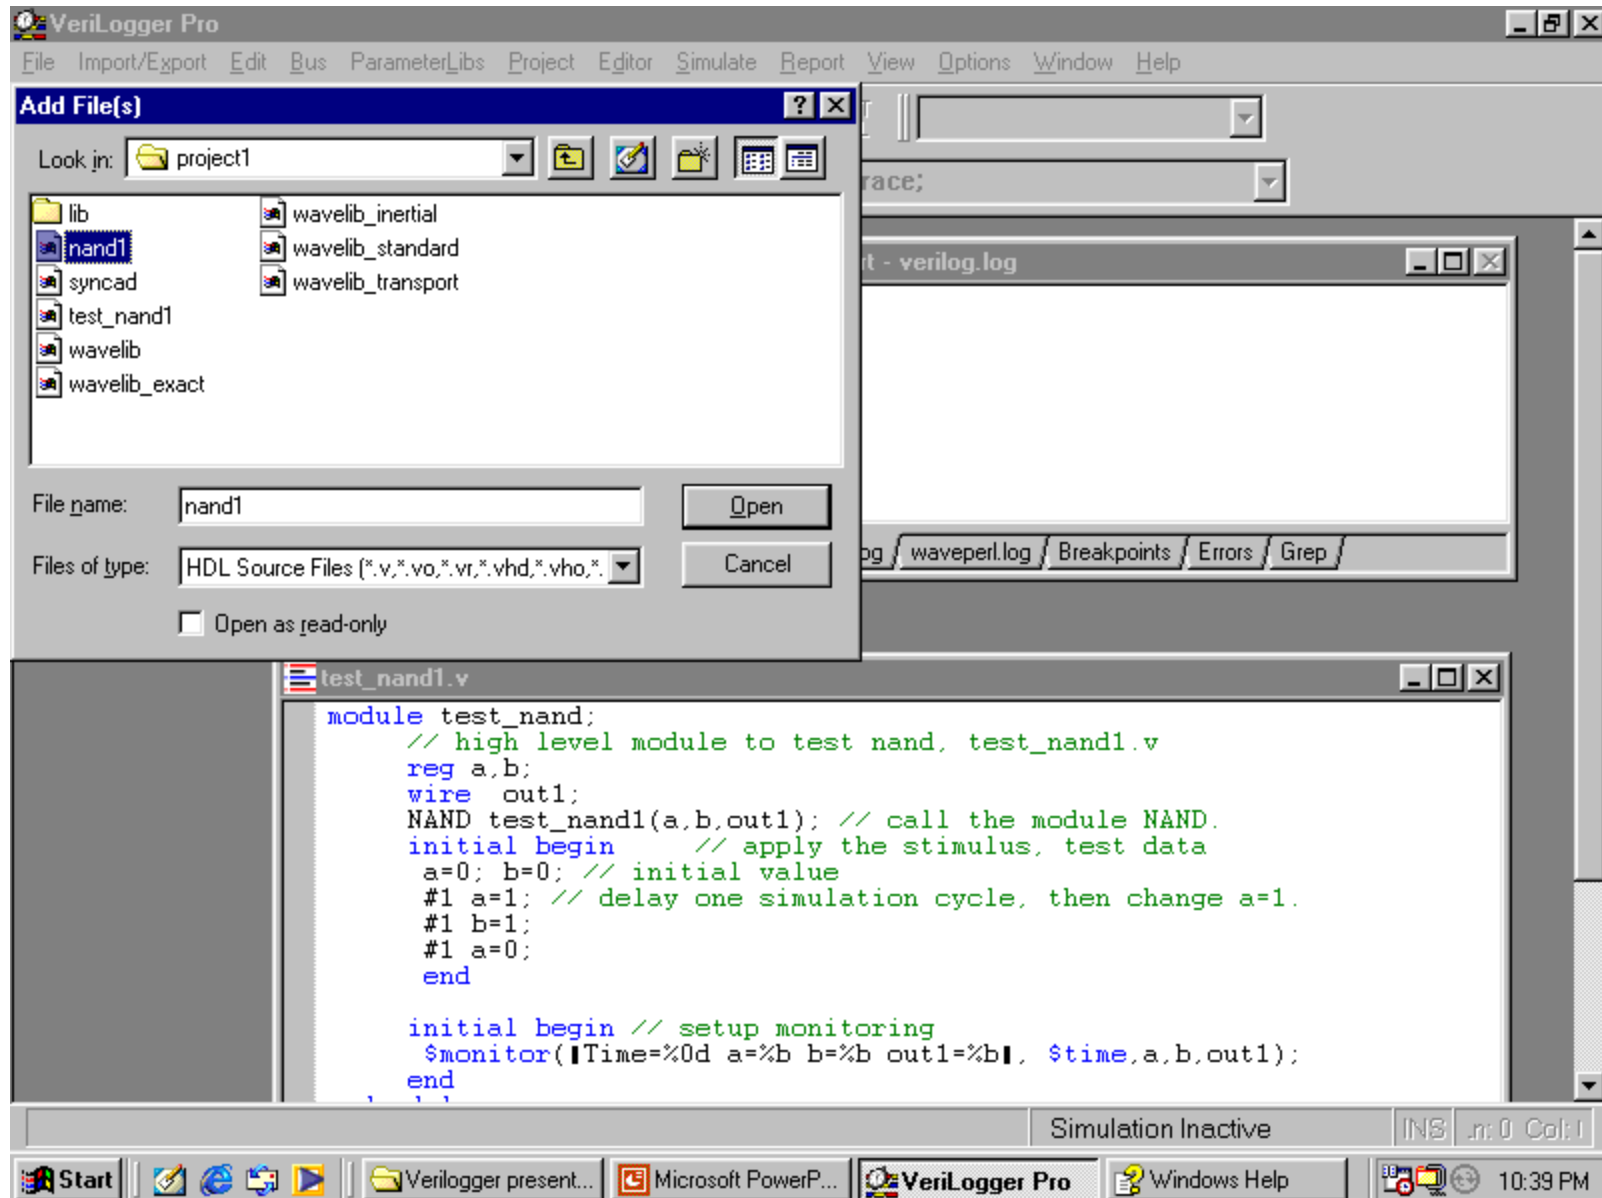 VeriLogger Pro
File Import/Export Edit Bus ParameterLibs Project Editor Simulate Report View Options Window Help
Add File(s)
Look in: project1
lib
nand1
syncad
test_nand1
wavelib
wavelib_exact
wavelib_inertial
wavelib_standard
wavelib_transport
File name: nand1 Open
Files of type: HDL Source Files (*.v,*.vo,*.vr,*.vhd,*.vho,*. Cancel
Open as read-only
race;
rt - verilog.log
og waveperl.log Breakpoints Errors Grep
test_nand1.v
module test_nand;
// high level module to test nand, test_nand1.v
reg a,b;
wire out1;
NAND test_nand1(a,b,out1); // call the module NAND.
initial begin // apply the stimulus, test data
a=0; b=0; // initial value
#1 a=1; // delay one simulation cycle, then change a=1.
#1 b=1;
#1 a=0;
end
initial begin // setup monitoring
$monitor(▮Time=%0d a=%b b=%b out1=%b▮, $time,a,b,out1);
end
Simulation Inactive INS Col:
Start Verilogger present... Microsoft PowerP... VeriLogger Pro Windows Help 10:39 PM